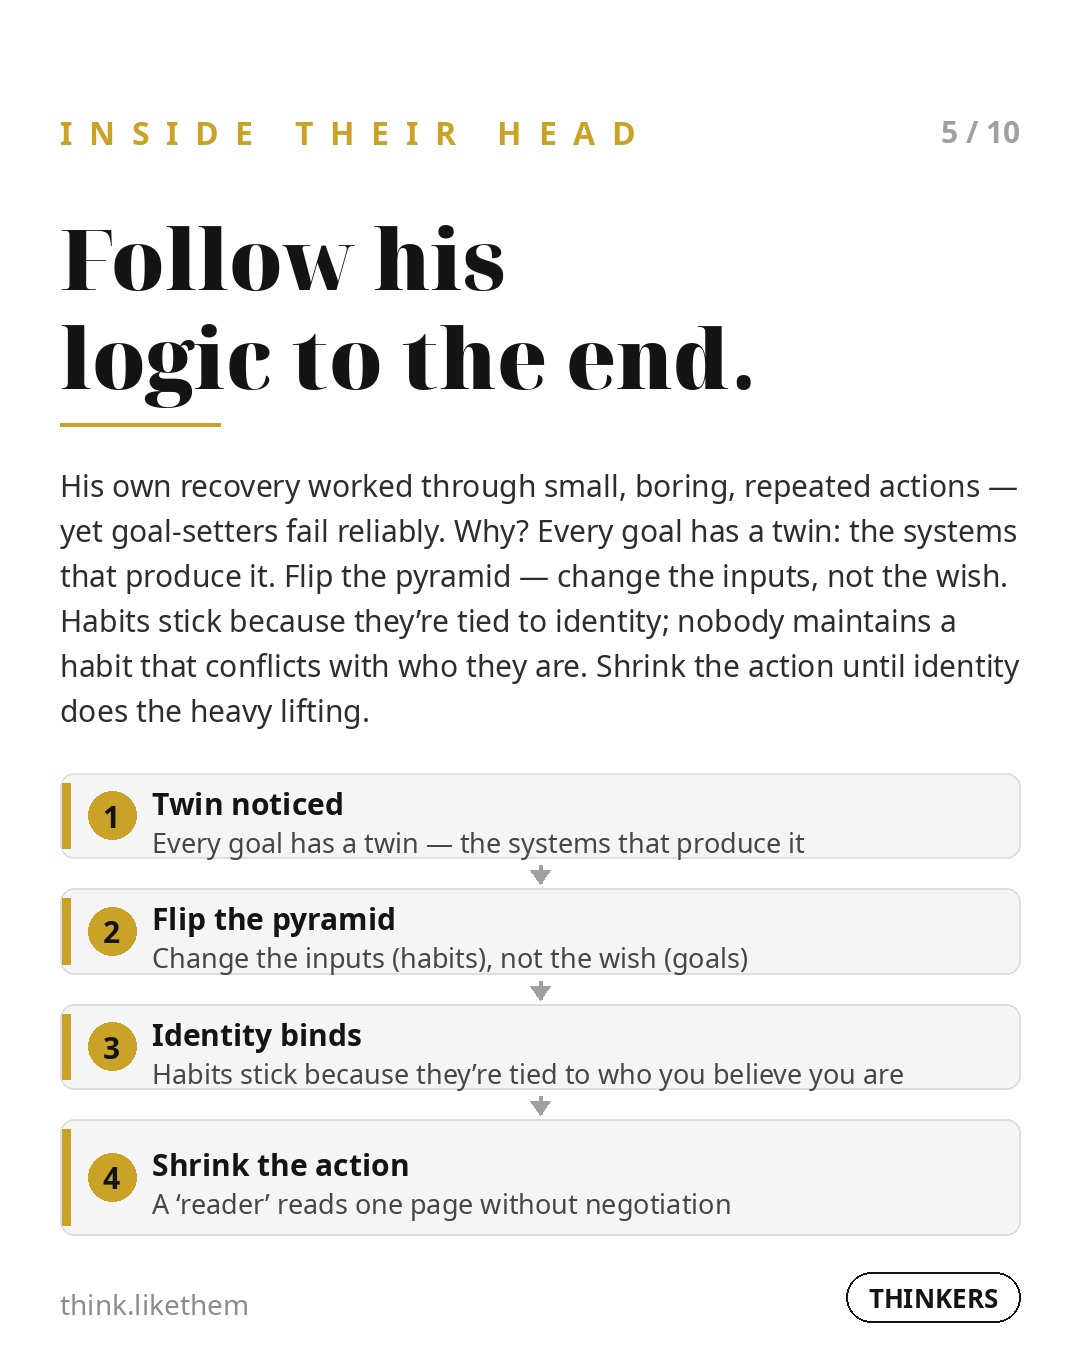 INSIDE THEIR HEAD
5 / 10
Follow his
logic to the end.
His own recovery worked through small, boring, repeated actions —
yet goal-setters fail reliably. Why? Every goal has a twin: the systems
that produce it. Flip the pyramid — change the inputs, not the wish.
Habits stick because they’re tied to identity; nobody maintains a
habit that conflicts with who they are. Shrink the action until identity
does the heavy lifting.
1
Twin noticed
Every goal has a twin — the systems that produce it
2
Flip the pyramid
Change the inputs (habits), not the wish (goals)
3
Identity binds
Habits stick because they’re tied to who you believe you are
4
Shrink the action
A ‘reader’ reads one page without negotiation
think.likethem
THINKERS